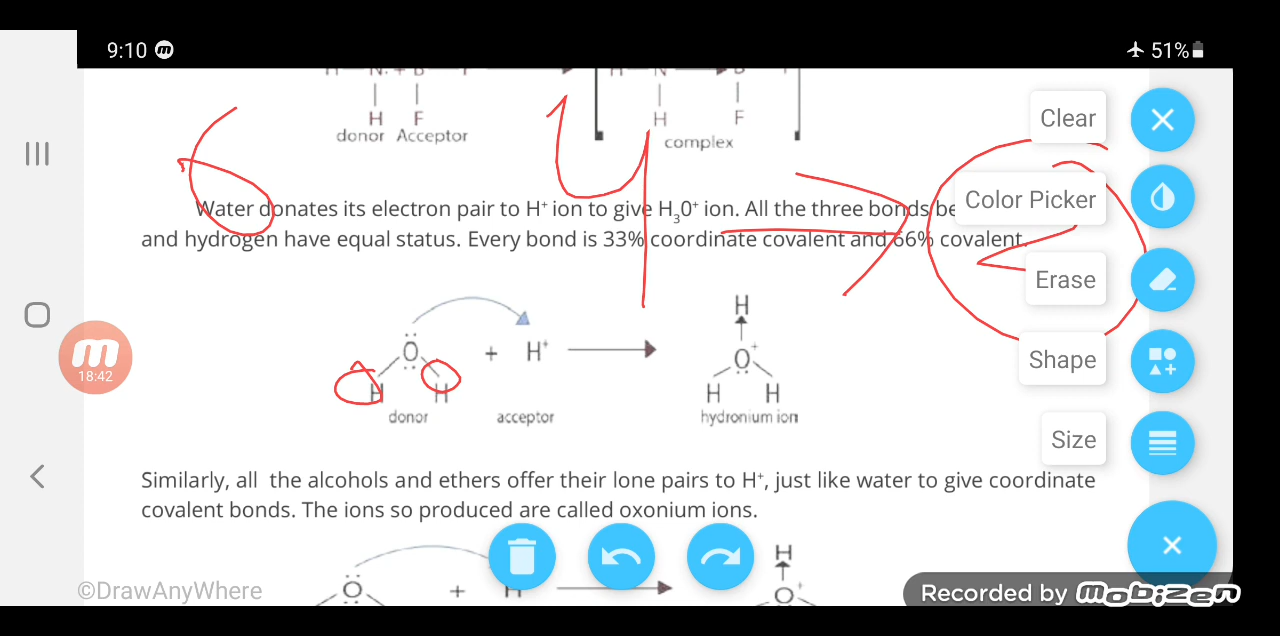 9:10
51%
H F H F
donor Acceptor
complex
Clear
Water donates its electron pair to H⁺ ion to give H₃0⁺ ion. All the three bonds be
Color Picker
and hydrogen have equal status. Every bond is 33% coordinate covalent and 66% covalent.
Erase
H
Ö + H⁺ O⁺
Shape
18:42
H H H H
donor acceptor hydronium ion
Size
Similarly, all the alcohols and ethers offer their lone pairs to H⁺, just like water to give coordinate
covalent bonds. The ions so produced are called oxonium ions.
H
Ö + O⁺
©DrawAnyWhere
Recorded by mobizen